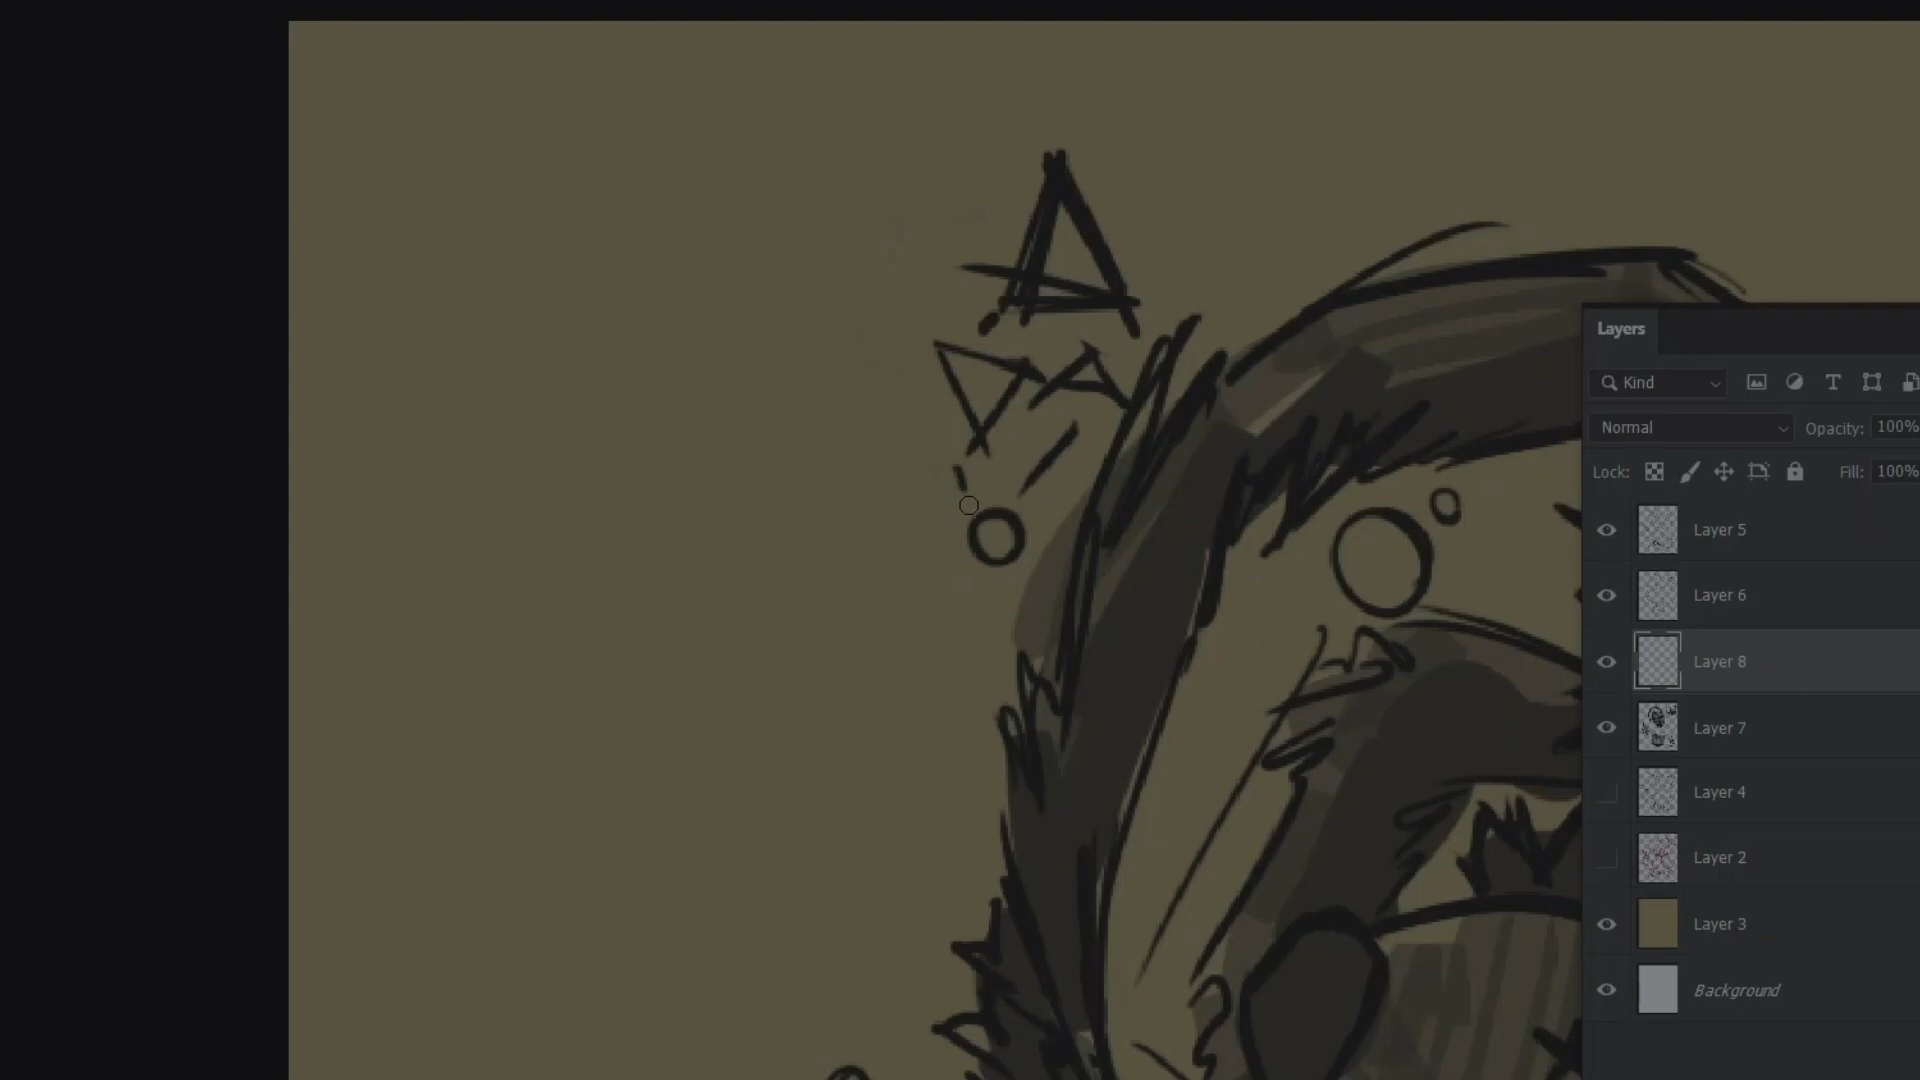 Layers
Kind
Normal Opacity: 100%
Lock: Fill: 100%
Layer 5
Layer 6
Layer 8
Layer 7
Layer 4
Layer 2
Layer 3
Background